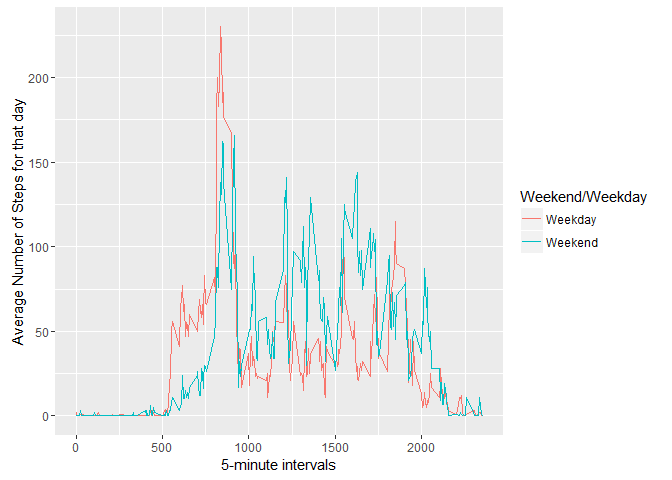 200
150
100
50
0
Average Number of Steps for that day
0
500
1000
1500
2000
5-minute intervals
Weekend/Weekday
Weekday
Weekend